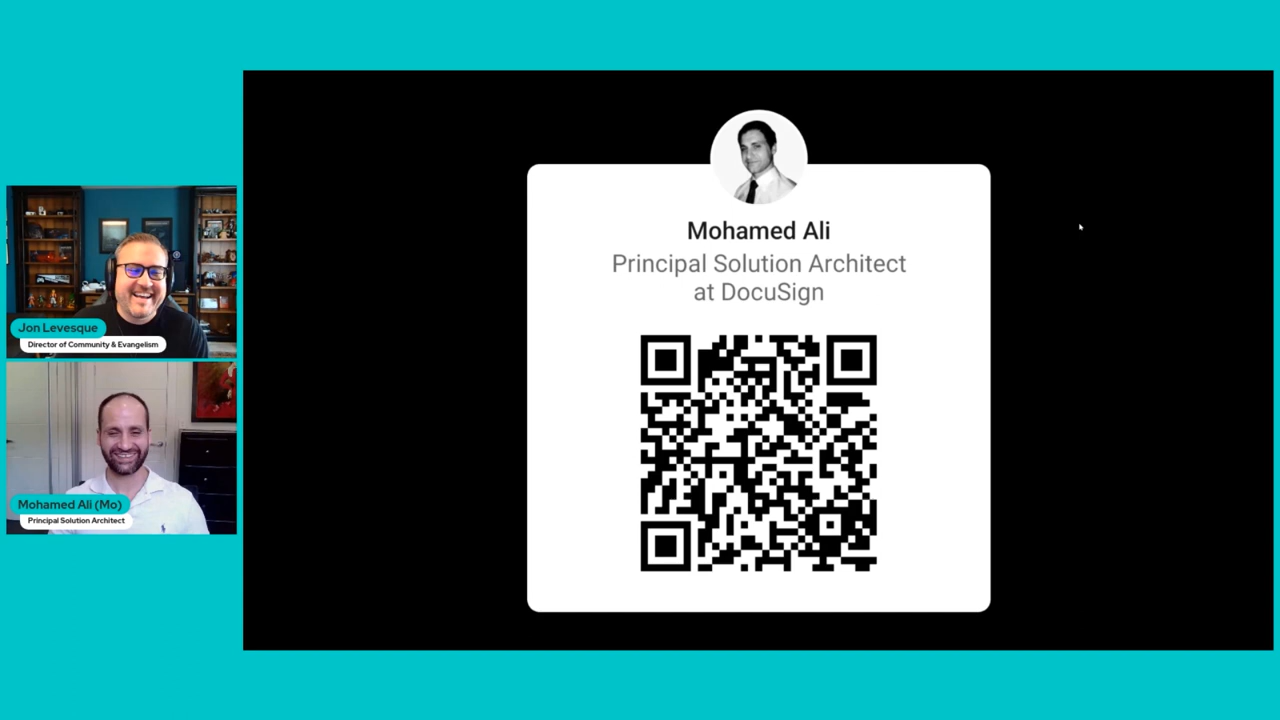 Jon Levesque
Director of Community & Evangelism
Mohamed Ali (Mo)
Principal Solution Architect
Mohamed Ali
Principal Solution Architect
at DocuSign